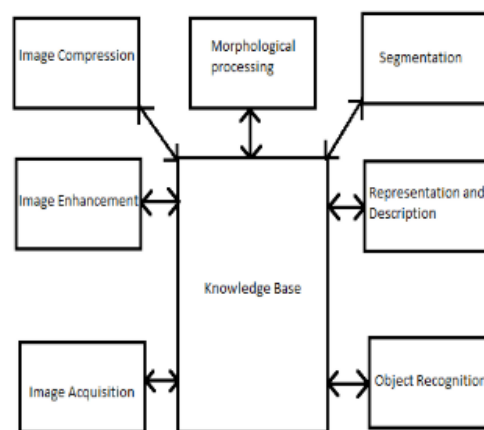 Image Compression
Morphological
processing
Segmentation
Image Enhancement
Representation and
Description
Knowledge Base
Image Acquisition
Object Recognition